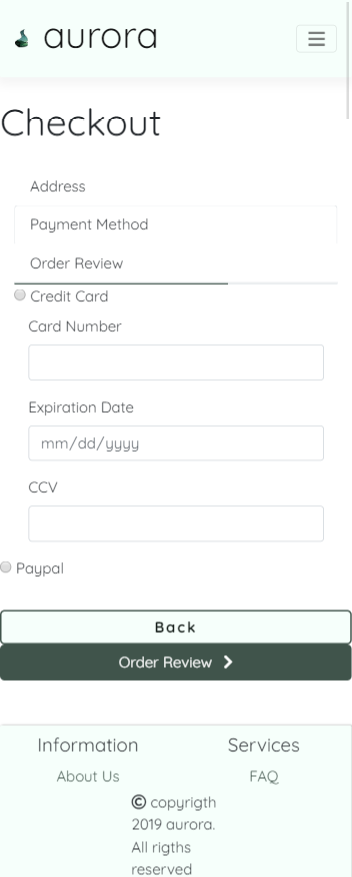 aurora
Checkout
Address
Payment Method
Order Review
Credit Card
Card Number
Expiration Date
mm/dd/yyyy
CCV
Paypal
Back
Order Review
Information
Services
About Us
FAQ
© copyrigth
2019 aurora.
All rigths
reserved